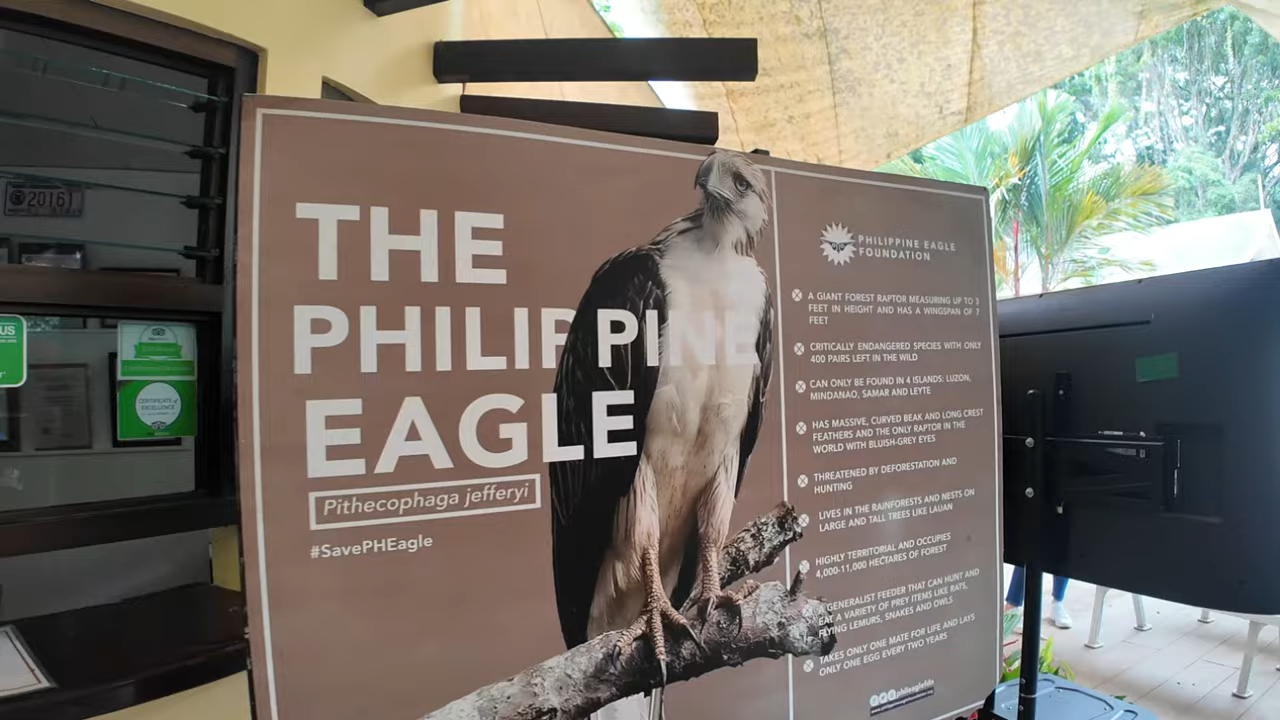 20161
US
CERTIFICATE of
EXCELLENCE
THE
PHILIPPINE
EAGLE
Pithecophaga jefferyi
#SavePHEagle
PHILIPPINE EAGLE
FOUNDATION
A GIANT FOREST RAPTOR MEASURING UP TO 3
FEET IN HEIGHT AND HAS A WINGSPAN OF 7
FEET
CRITICALLY ENDANGERED SPECIES WITH ONLY
400 PAIRS LEFT IN THE WILD
CAN ONLY BE FOUND IN 4 ISLANDS: LUZON,
MINDANAO, SAMAR AND LEYTE
HAS MASSIVE, CURVED BEAK AND LONG CREST
FEATHERS AND THE ONLY RAPTOR IN THE
WORLD WITH BLUISH-GREY EYES
THREATENED BY DEFORESTATION AND
HUNTING
LIVES IN THE RAINFORESTS AND NESTS ON
LARGE AND TALL TREES LIKE LAUAN
HIGHLY TERRITORIAL AND OCCUPIES
4,000-11,000 HECTARES OF FOREST
A GENERALIST FEEDER THAT CAN HUNT AND
EAT A VARIETY OF PREY ITEMS LIKE RATS,
FLYING LEMURS, SNAKES AND OWLS
TAKES ONLY ONE MATE FOR LIFE AND LAYS
ONLY ONE EGG EVERY TWO YEARS